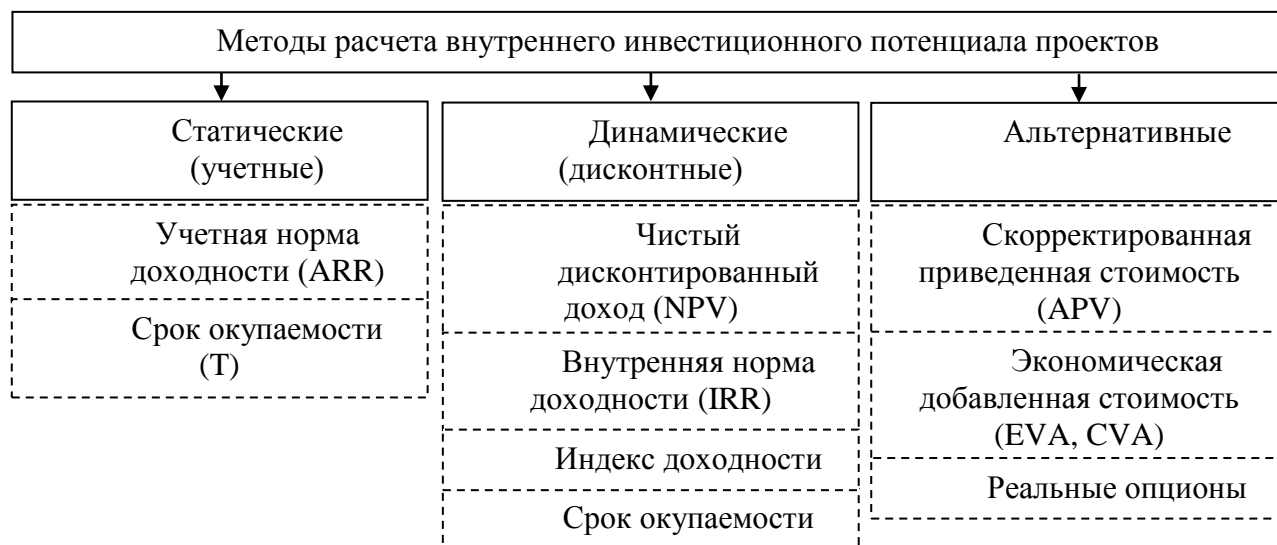 Методы расчета внутреннего инвестиционного потенциала проектов
Статические
(учетные)
Учетная норма
доходности (ARR)
Срок окупаемости
(T)
Динамические
(дисконтные)
Чистый
дисконтированный
доход (NPV)
Внутренняя норма
доходности (IRR)
Индекс доходности
Срок окупаемости
Альтернативные
Скорректированная
приведенная стоимость
(APV)
Экономическая
добавленная стоимость
(EVA, CVA)
Реальные опционы